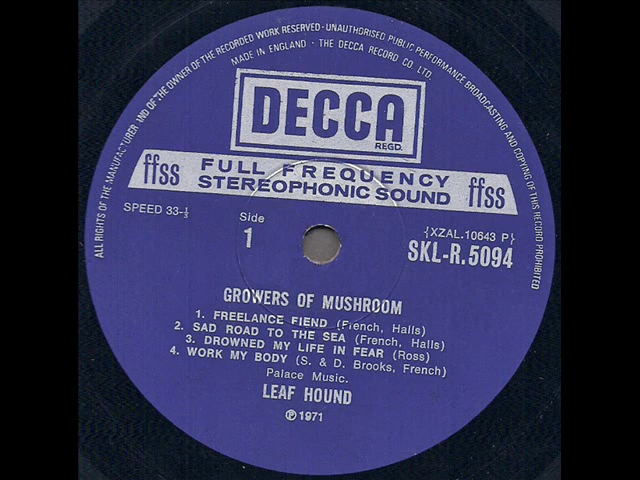 ALL RIGHTS OF THE MANUFACTURER AND OF THE OWNER OF THE RECORDED WORK RESERVED - UNAUTHORISED PUBLIC PERFORMANCE BROADCASTING AND COPYING OF THIS RECORD PROHIBITED
MADE IN ENGLAND - THE DECCA RECORD CO. LTD.
DECCA
REGD.
ffss FULL FREQUENCY STEREOPHONIC SOUND ffss
SPEED 33-⅓
Side
1
{XZAL.10643 P}
SKL-R.5094
GROWERS OF MUSHROOM
1. FREELANCE FIEND (French, Halls)
2. SAD ROAD TO THE SEA (French, Halls)
3. DROWNED MY LIFE IN FEAR (Ross)
4. WORK MY BODY (S. & D. Brooks, French)
Palace Music.
LEAF HOUND
℗1971